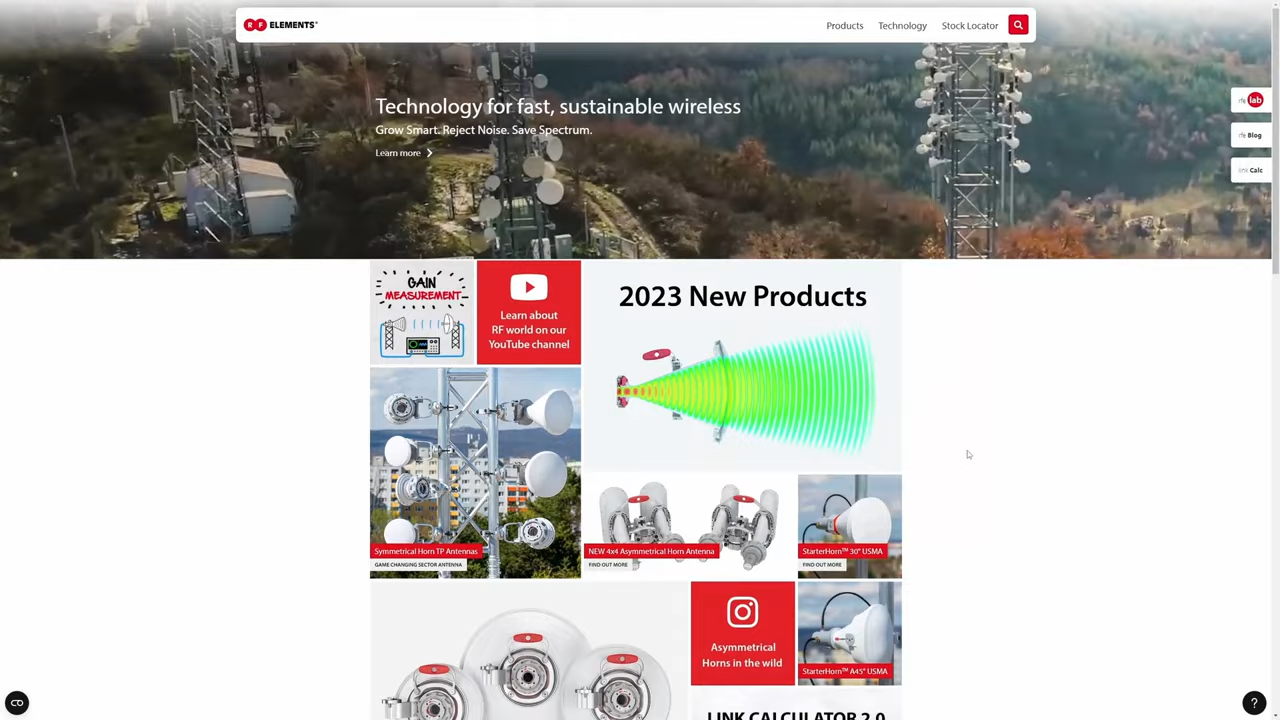 RF ELEMENTS®
Products
Technology
Stock Locator
Technology for fast, sustainable wireless
Grow Smart. Reject Noise. Save Spectrum.
Learn more
rfe lab
rfe Blog
link Calc
GAIN
MEASUREMENT
Learn about
RF world on our
YouTube channel
2023 New Products
Symmetrical Horn TP Antennas
GAME CHANGING SECTOR ANTENNA
NEW 4x4 Asymmetrical Horn Antenna
FIND OUT MORE
StarterHorn™ 30° USMA
FIND OUT MORE
Asymmetrical
Horns in the wild
StarterHorn™ A45° USMA
LINK CALCULATOR 2.0
?